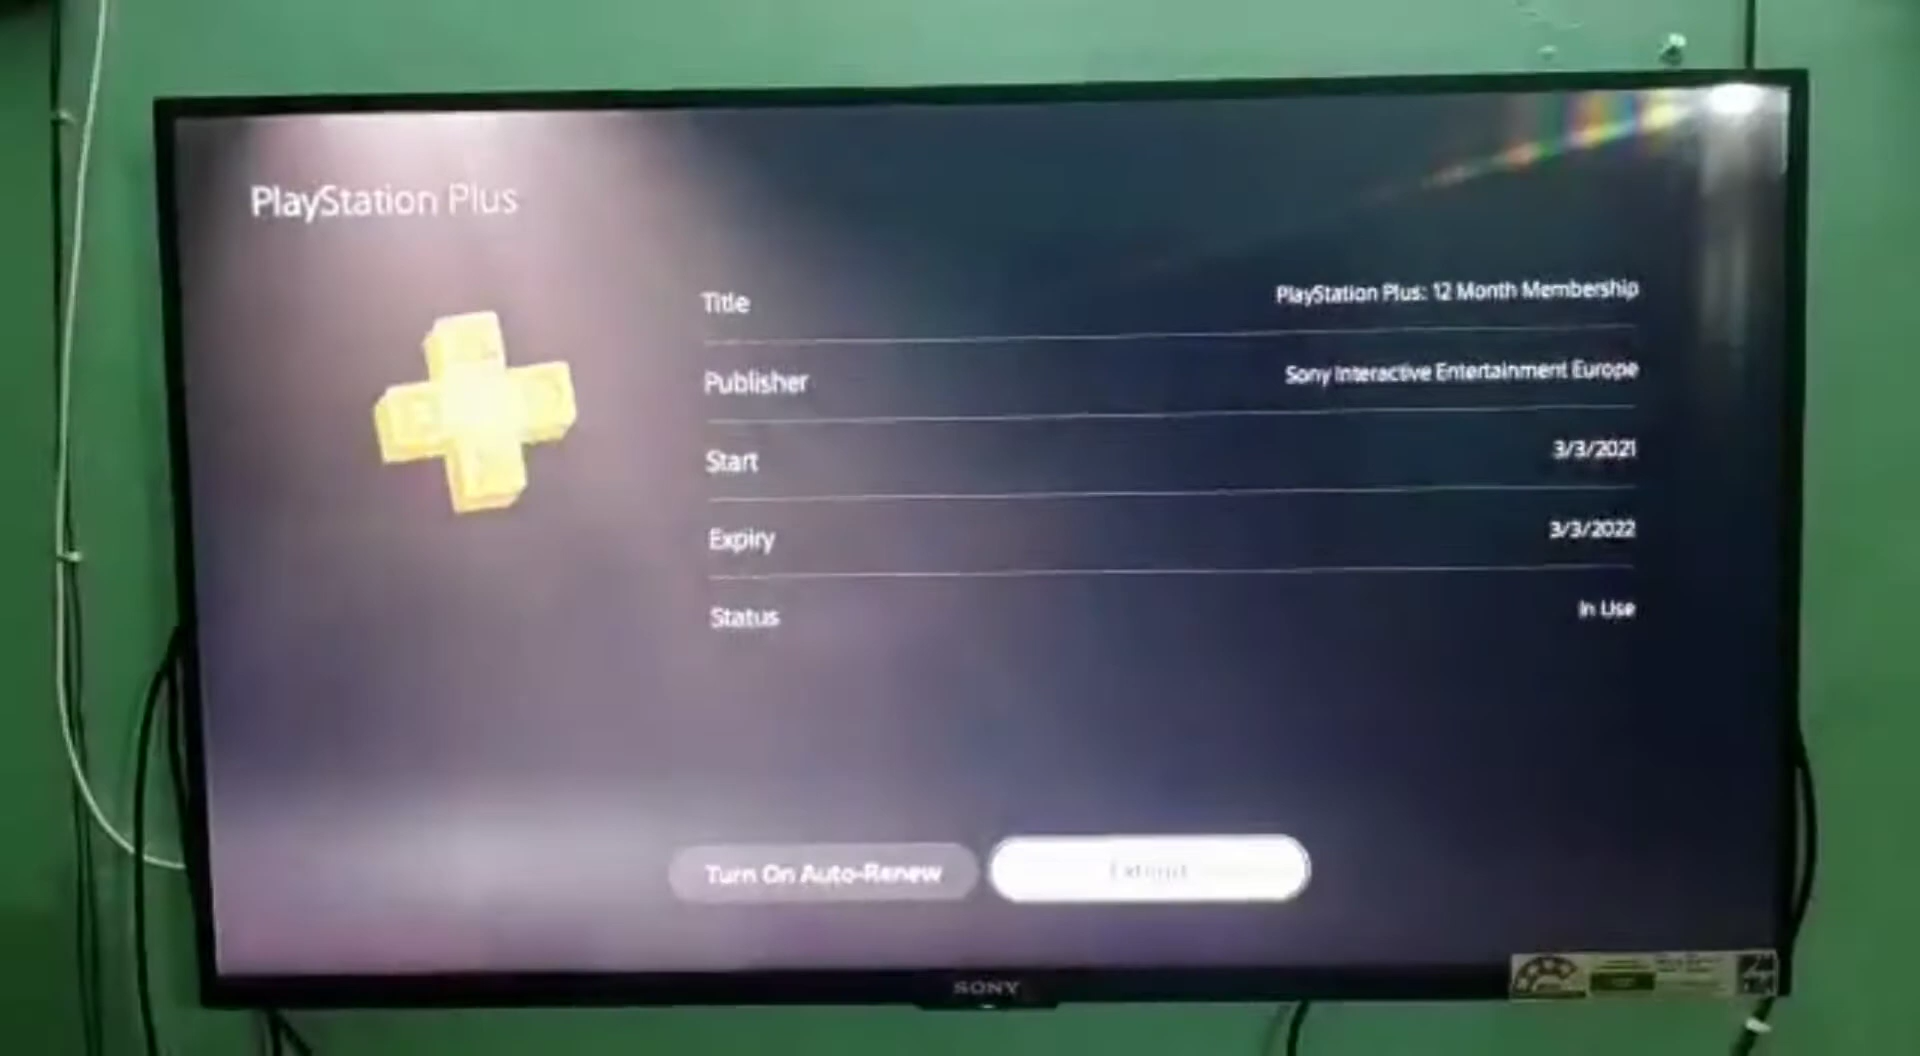 PlayStation Plus
Title PlayStation Plus: 12 Month Membership
Publisher Sony Interactive Entertainment Europe
Start 3/3/2021
Expiry 3/3/2022
Status In Use
Turn On Auto-Renew Extend
SONY